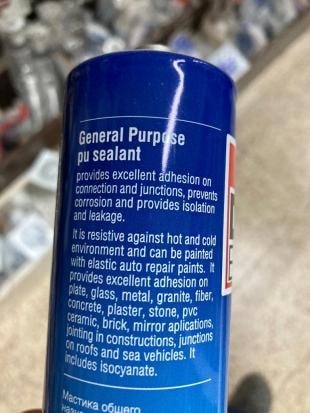 General Purpose
pu sealant
provides excellent adhesion on
connection and junctions, prevents
corrosion and provides isolation
and leakage.
It is resistive against hot and cold
environment and can be painted
with elastic auto repair paints. It
provides excellent adhesion on
plate, glass, metal, granite, fiber,
concrete, plaster, stone, pvc
ceramic, brick, mirror aplications,
jointing in constructions, junctions
on roofs and sea vehicles. It
includes isocyanate.
Мастика общего